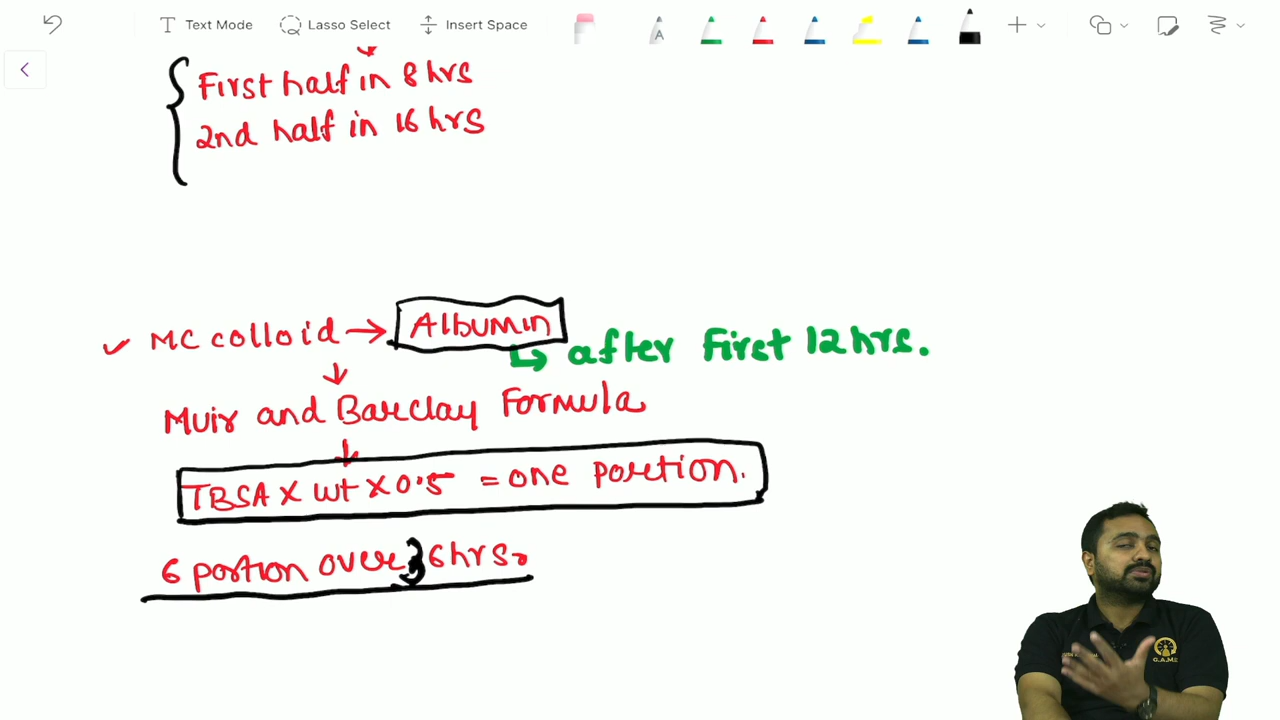 Text Mode Lasso Select Insert Space
A
First half in 8 hrs
2nd half in 16 hrs
MC colloid → Albumin
↳ after First 12 hrs.
↓
Muir and Barclay Formula
↓
TBSA X wt X 0.5 = one portion.
6 portion over 36 hrs.
G.A.M.E